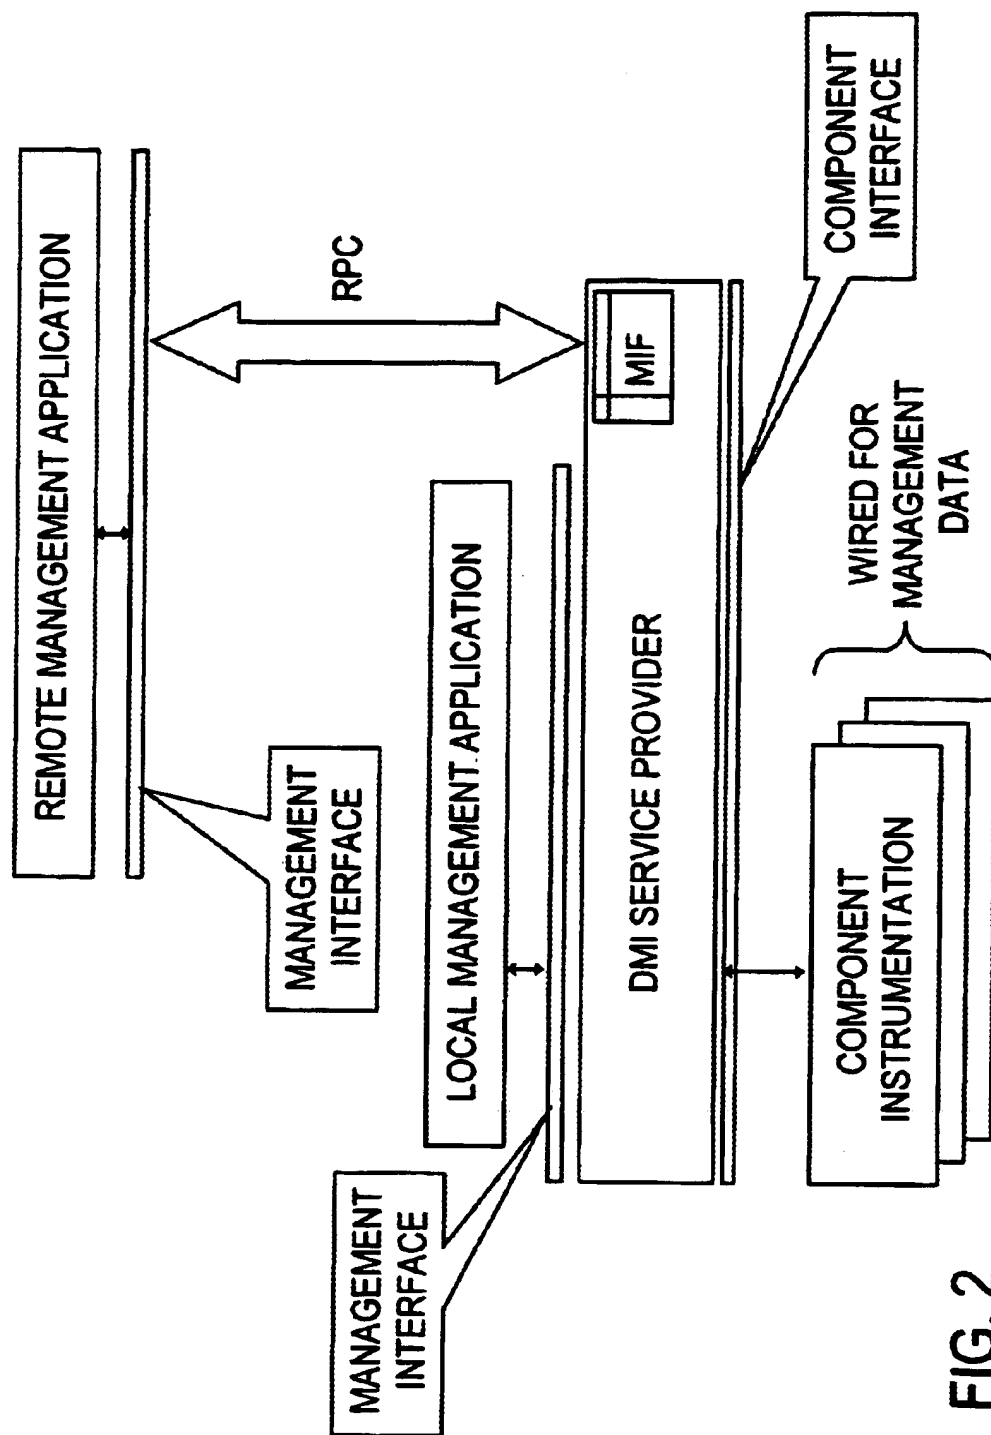 REMOTE MANAGEMENT APPLICATION
MANAGEMENT
INTERFACE
RPC
LOCAL MANAGEMENT APPLICATION
MANAGEMENT
INTERFACE
DMI SERVICE PROVIDER
MIF
COMPONENT
INTERFACE
COMPONENT
INSTRUMENTATION
WIRED FOR
MANAGEMENT
DATA
FIG. 2